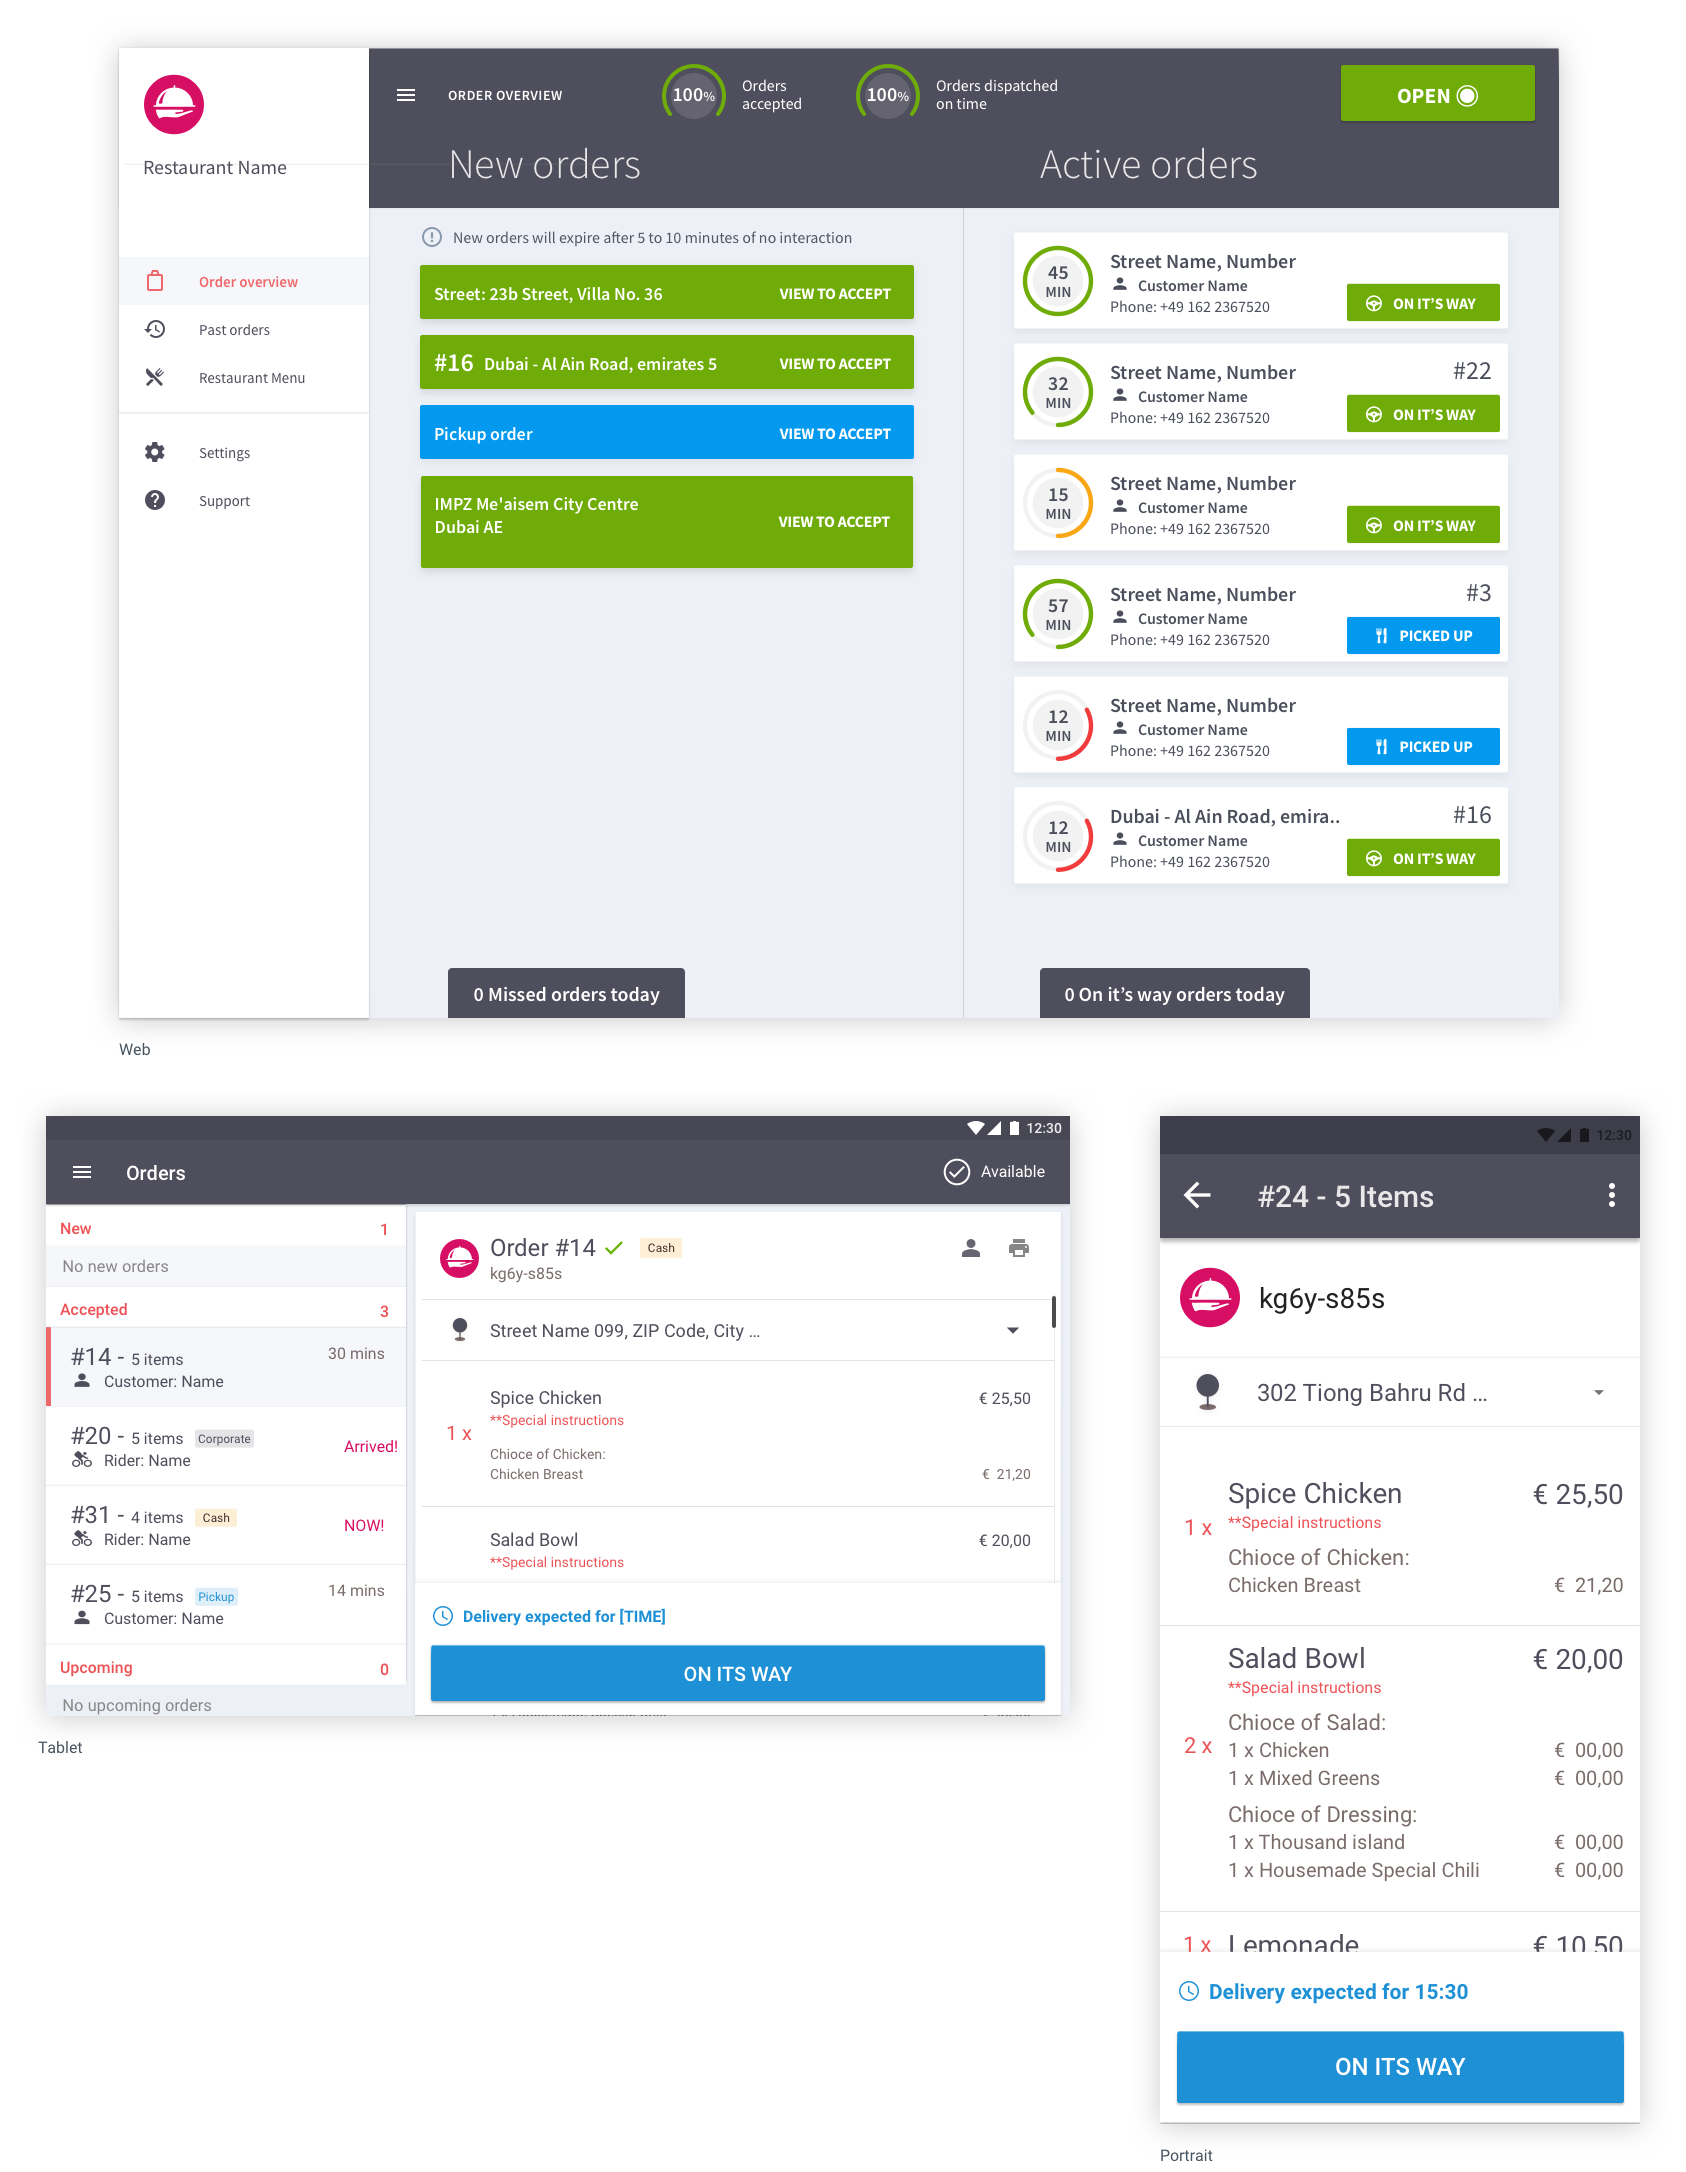 Restaurant Name
Order overview
Past orders
Restaurant Menu
Settings
Support
ORDER OVERVIEW
100%
Orders
accepted
100%
Orders dispatched
on time
OPEN
New orders
Active orders
New orders will expire after 5 to 10 minutes of no interaction
Street: 23b Street, Villa No. 36
VIEW TO ACCEPT
#16 Dubai - Al Ain Road, emirates 5
VIEW TO ACCEPT
Pickup order
VIEW TO ACCEPT
IMPZ Me'aisem City Centre
Dubai AE
VIEW TO ACCEPT
0 Missed orders today
45
MIN
Street Name, Number
Customer Name
Phone: +49 162 2367520
ON IT’S WAY
32
MIN
Street Name, Number
#22
Customer Name
Phone: +49 162 2367520
ON IT’S WAY
15
MIN
Street Name, Number
Customer Name
Phone: +49 162 2367520
ON IT’S WAY
57
MIN
Street Name, Number
#3
Customer Name
Phone: +49 162 2367520
PICKED UP
12
MIN
Street Name, Number
Customer Name
Phone: +49 162 2367520
PICKED UP
12
MIN
Dubai - Al Ain Road, emira..
#16
Customer Name
Phone: +49 162 2367520
ON IT’S WAY
0 On it’s way orders today
Web
12:30
Orders
Available
New 1
No new orders
Accepted 3
#14 - 5 items 30 mins
Customer: Name
#20 - 5 items Corporate Arrived!
Rider: Name
#31 - 4 items Cash NOW!
Rider: Name
#25 - 5 items Pickup 14 mins
Customer: Name
Upcoming 0
No upcoming orders
Order #14 Cash
kg6y-s85s
Street Name 099, ZIP Code, City ...
Spice Chicken € 25,50
**Special instructions
1 x
Chioce of Chicken:
Chicken Breast € 21,20
Salad Bowl € 20,00
**Special instructions
Delivery expected for [TIME]
ON ITS WAY
Tablet
12:30
#24 - 5 Items
kg6y-s85s
302 Tiong Bahru Rd ...
Spice Chicken € 25,50
1 x
**Special instructions
Chioce of Chicken:
Chicken Breast € 21,20
Salad Bowl € 20,00
**Special instructions
Chioce of Salad:
2 x
1 x Chicken € 00,00
1 x Mixed Greens € 00,00
Chioce of Dressing:
1 x Thousand island € 00,00
1 x Housemade Special Chili € 00,00
1 x Lemonade € 10,50
Delivery expected for 15:30
ON ITS WAY
Portrait